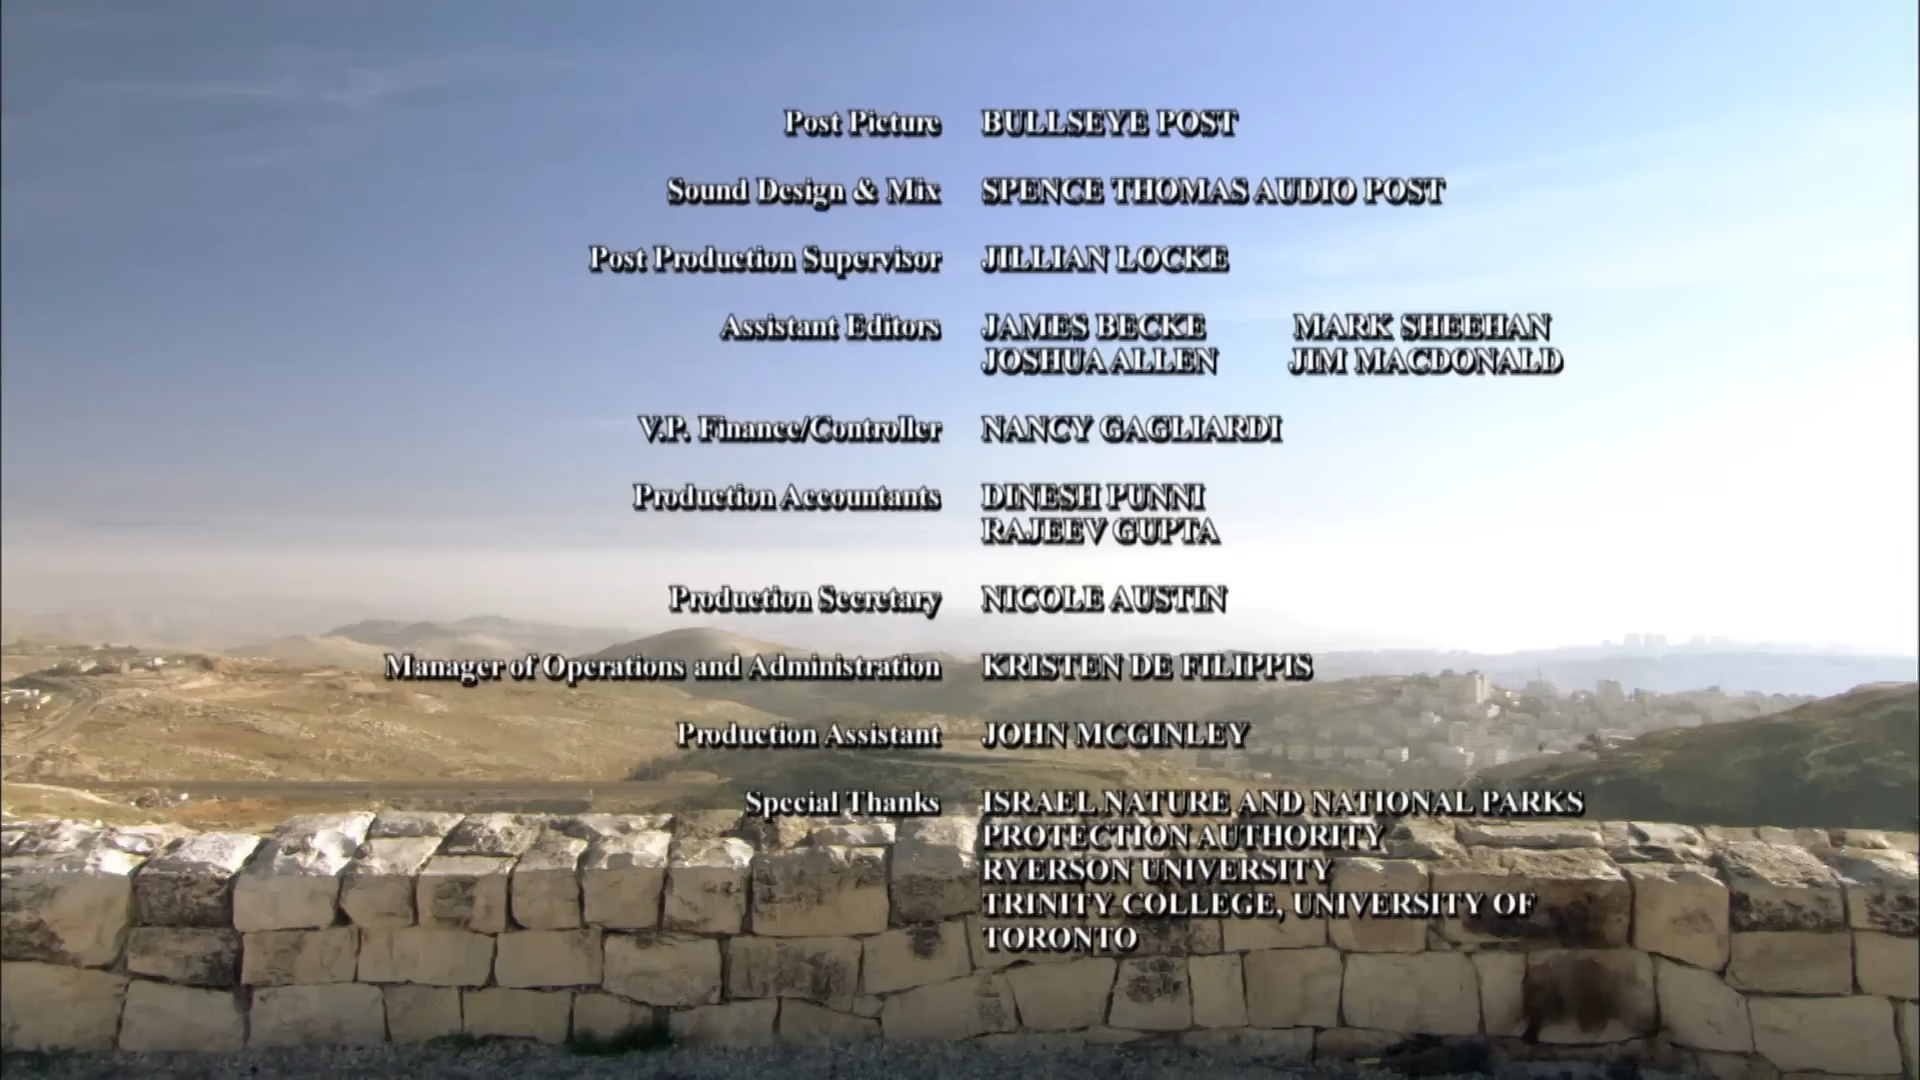 Post Picture BULLSEYE POST
Sound Design & Mix SPENCE THOMAS AUDIO POST
Post Production Supervisor JILLIAN LOCKE
Assistant Editors JAMES BECKE MARK SHEEHAN
JOSHUA ALLEN JIM MACDONALD
V.P. Finance/Controller NANCY GAGLIARDI
Production Accountants DINESH PUNNI
RAJEEV GUPTA
Production Secretary NICOLE AUSTIN
Manager of Operations and Administration KRISTEN DE FILIPPIS
Production Assistant JOHN MCGINLEY
Special Thanks ISRAEL NATURE AND NATIONAL PARKS
PROTECTION AUTHORITY
RYERSON UNIVERSITY
TRINITY COLLEGE, UNIVERSITY OF
TORONTO